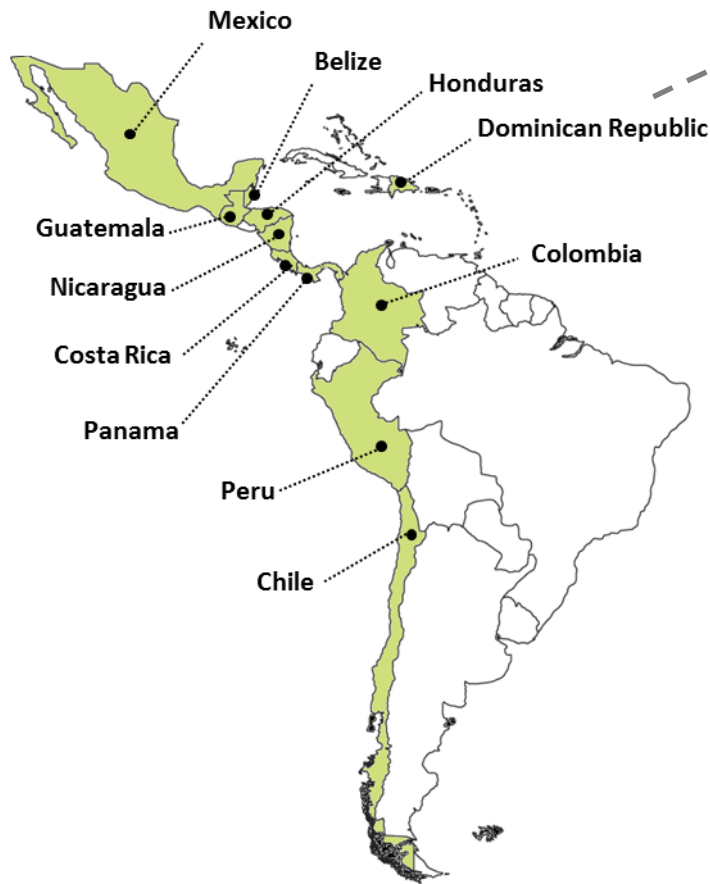 Mexico
Belize
Honduras
Dominican Republic
Guatemala
Colombia
Nicaragua
Costa Rica
Panama
Peru
Chile